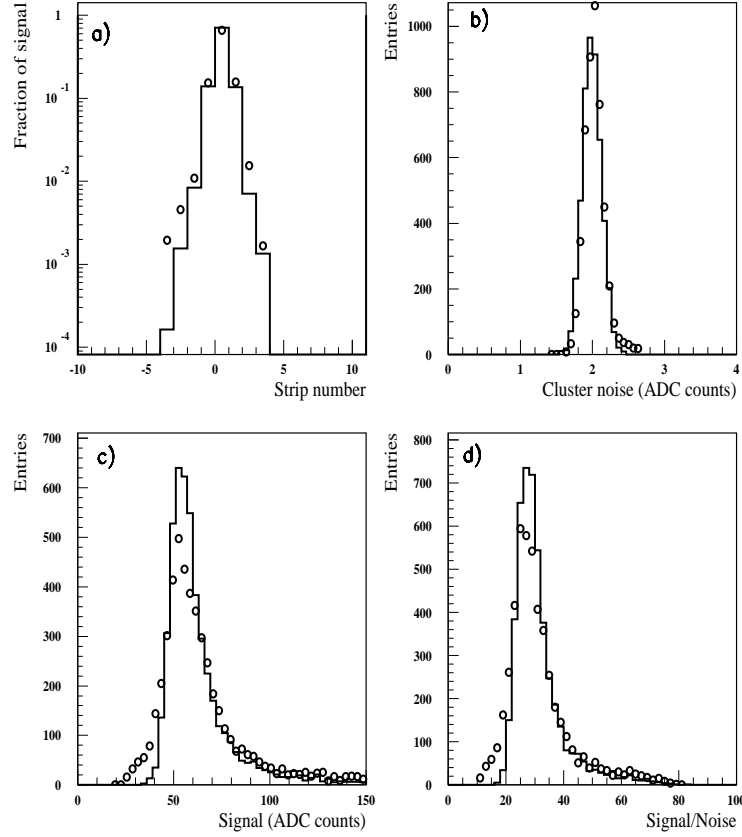 a)
Fraction of signal
1
10 -1
10 -2
10 -3
10 -4
-10 -5 0 5 10
Strip number
b)
Entries
1000
800
600
400
200
0
0 1 2 3 4
Cluster noise (ADC counts)
c)
Entries
700
600
500
400
300
200
100
0
0 50 100 150
Signal (ADC counts)
d)
Entries
800
700
600
500
400
300
200
100
0
0 20 40 60 80 100
Signal/Noise